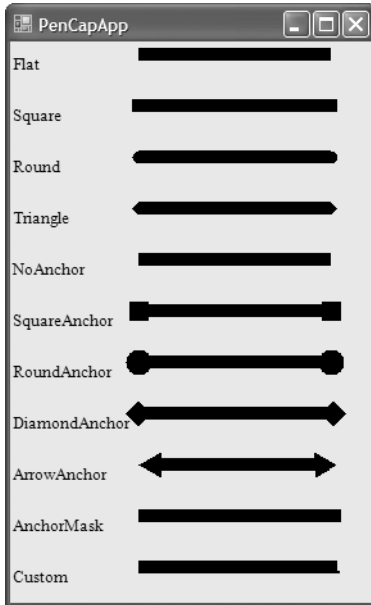 PenCapApp
Flat
Square
Round
Triangle
NoAnchor
SquareAnchor
RoundAnchor
DiamondAnchor
ArrowAnchor
AnchorMask
Custom